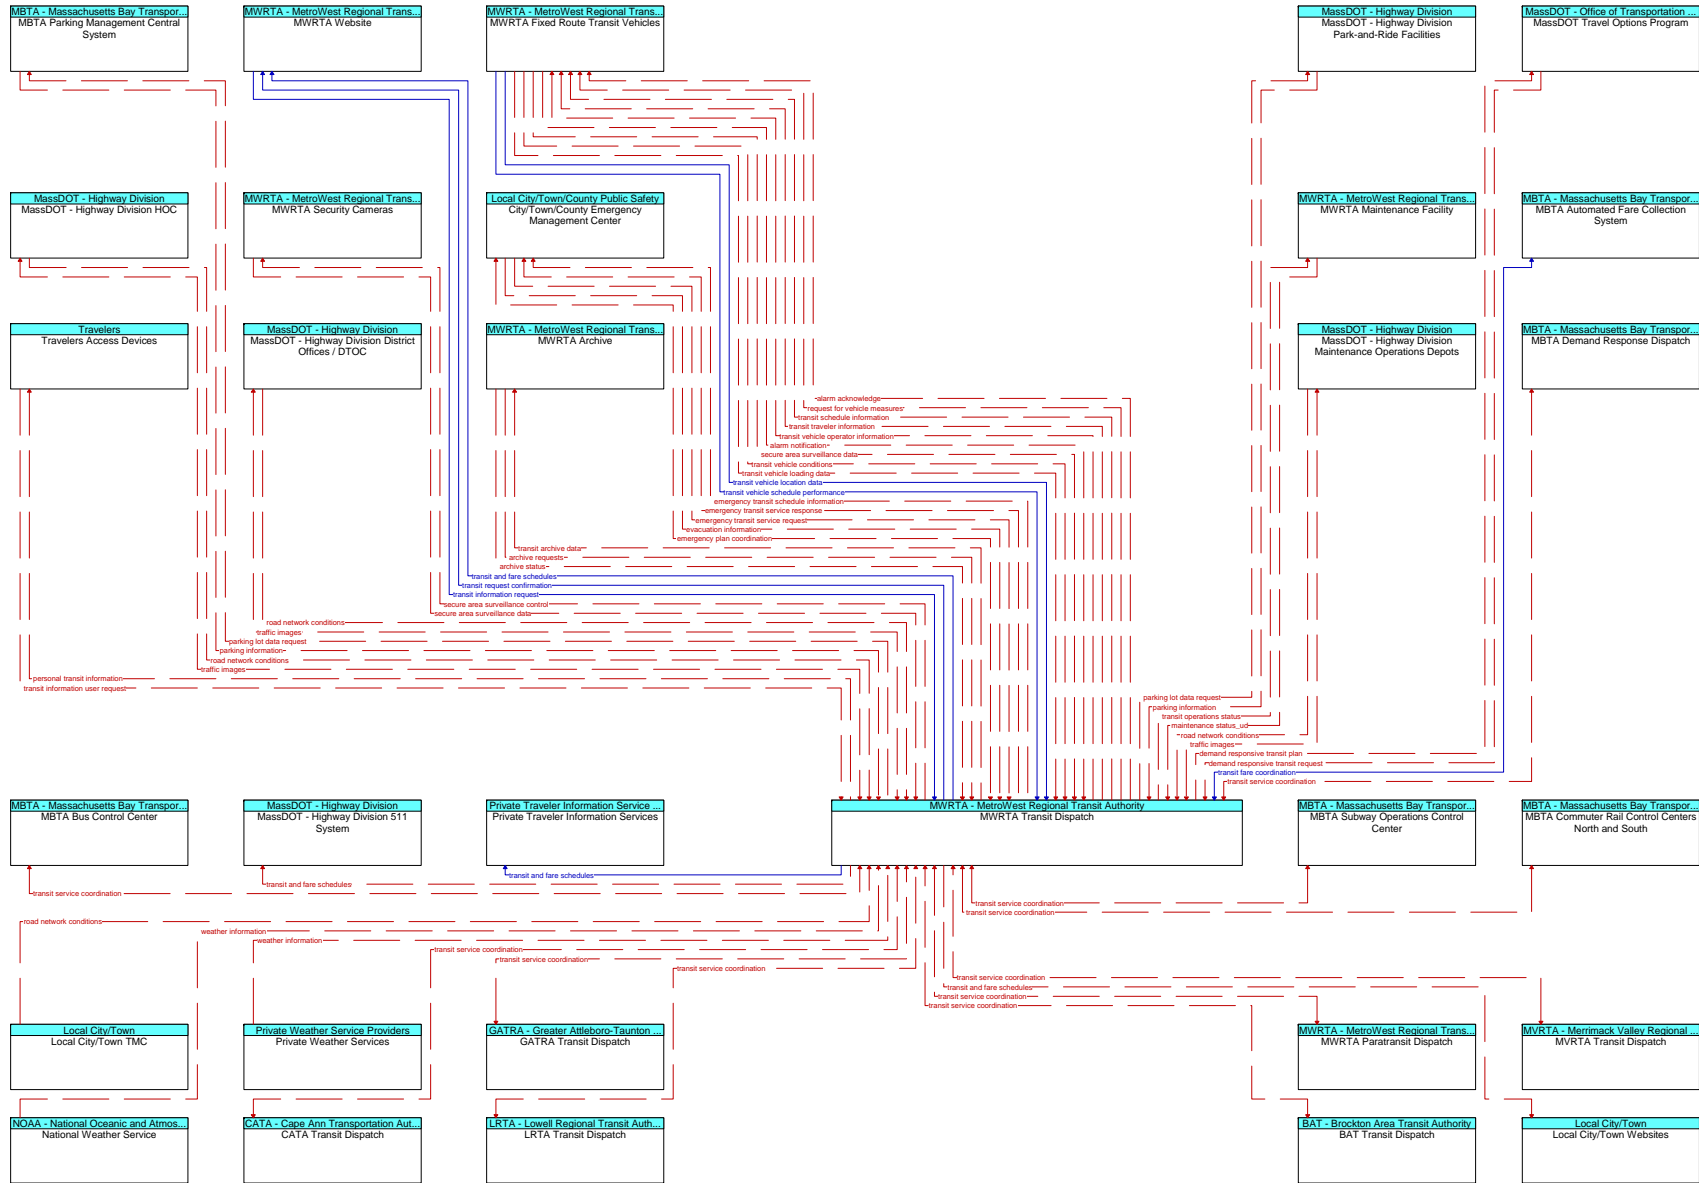 MBTA - Massachusetts Bay Transpor...
MBTA Parking Management Central
System
MWRTA - MetroWest Regional Trans...
MWRTA Website
MWRTA - MetroWest Regional Trans...
MWRTA Fixed Route Transit Vehicles
MassDOT - Highway Division
MassDOT - Highway Division
Park-and-Ride Facilities
MassDOT - Office of Transportation ...
MassDOT Travel Options Program
MassDOT - Highway Division
MassDOT - Highway Division HOC
MWRTA - MetroWest Regional Trans...
MWRTA Security Cameras
Local City/Town/County Public Safety
City/Town/County Emergency
Management Center
MWRTA - MetroWest Regional Trans...
MWRTA Maintenance Facility
MBTA - Massachusetts Bay Transpor...
MBTA Automated Fare Collection
System
Travelers
Travelers Access Devices
MassDOT - Highway Division
MassDOT - Highway Division District
Offices / DTOC
MWRTA - MetroWest Regional Trans...
MWRTA Archive
MassDOT - Highway Division
MassDOT - Highway Division
Maintenance Operations Depots
MBTA - Massachusetts Bay Transpor...
MBTA Demand Response Dispatch
alarm acknowledge
request for vehicle measures
transit schedule information
transit traveler information
transit vehicle operator information
alarm notification
secure area surveillance data
transit vehicle conditions
transit vehicle loading data
transit vehicle location data
transit vehicle schedule performance
emergency transit schedule information
emergency transit service response
emergency transit service request
evacuation information
emergency plan coordination
transit archive data
archive requests
archive status
transit and fare schedules
transit request confirmation
transit information request
secure area surveillance control
secure area surveillance data
road network conditions
traffic images
parking lot data request
parking information
road network conditions
traffic images
personal transit information
transit information user request
parking lot data request
parking information
transit operations status
maintenance status_ud
road network conditions
traffic images
demand responsive transit plan
demand responsive transit request
transit fare coordination
transit service coordination
MBTA - Massachusetts Bay Transpor...
MBTA Bus Control Center
MassDOT - Highway Division
MassDOT - Highway Division 511
System
Private Traveler Information Service ...
Private Traveler Information Services
MWRTA - MetroWest Regional Transit Authority
MWRTA Transit Dispatch
MBTA - Massachusetts Bay Transpor...
MBTA Subway Operations Control
Center
MBTA - Massachusetts Bay Transpor...
MBTA Commuter Rail Control Centers
North and South
transit and fare schedules
transit and fare schedules
transit service coordination
transit service coordination
transit service coordination
road network conditions
weather information
weather information
transit service coordination
transit service coordination
transit service coordination
transit service coordination
transit and fare schedules
transit service coordination
transit service coordination
Local City/Town
Local City/Town TMC
Private Weather Service Providers
Private Weather Services
GATRA - Greater Attleboro-Taunton ...
GATRA Transit Dispatch
MWRTA - MetroWest Regional Trans...
MWRTA Paratransit Dispatch
MVRTA - Merrimack Valley Regional ...
MVRTA Transit Dispatch
NOAA - National Oceanic and Atmos...
National Weather Service
CATA - Cape Ann Transportation Aut...
CATA Transit Dispatch
LRTA - Lowell Regional Transit Auth...
LRTA Transit Dispatch
BAT - Brockton Area Transit Authority
BAT Transit Dispatch
Local City/Town
Local City/Town Websites